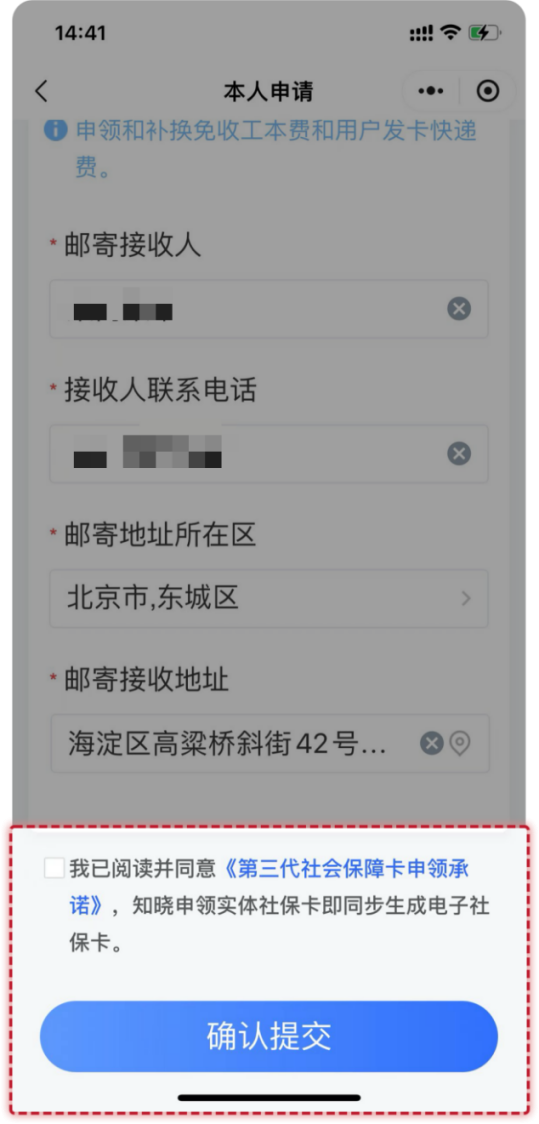 14:41
本人申请
申领和补换免收工本费和用户发卡快递
费。
*邮寄接收人
*接收人联系电话
*邮寄地址所在区
北京市,东城区
*邮寄接收地址
海淀区高粱桥斜街42号...
我已阅读并同意《第三代社会保障卡申领承
诺》，知晓申领实体社保卡即同步生成电子社
保卡。
确认提交